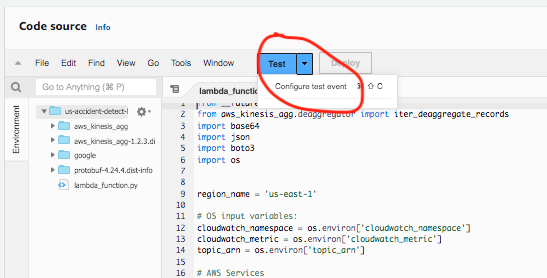 Code source Info
File Edit Find View Go Tools Window Test Deploy
Go to Anything (⌘ P)
lambda_functio
Configure test event ⇧ C
Environment
us-accident-detect-l
aws_kinesis_agg
aws_kinesis_agg-1.2.3.di
google
protobuf-4.24.4.dist-info
lambda_function.py
1 from __future
2 from aws_kinesis_agg.deaggregator import iter_deaggregate_records
3 import base64
4 import json
5 import boto3
6 import os
7
8
9 region_name = 'us-east-1'
10
11 # OS input variables:
12 cloudwatch_namespace = os.environ['cloudwatch_namespace']
13 cloudwatch_metric = os.environ['cloudwatch_metric']
14 topic_arn = os.environ['topic_arn']
15
16 # AWS Services